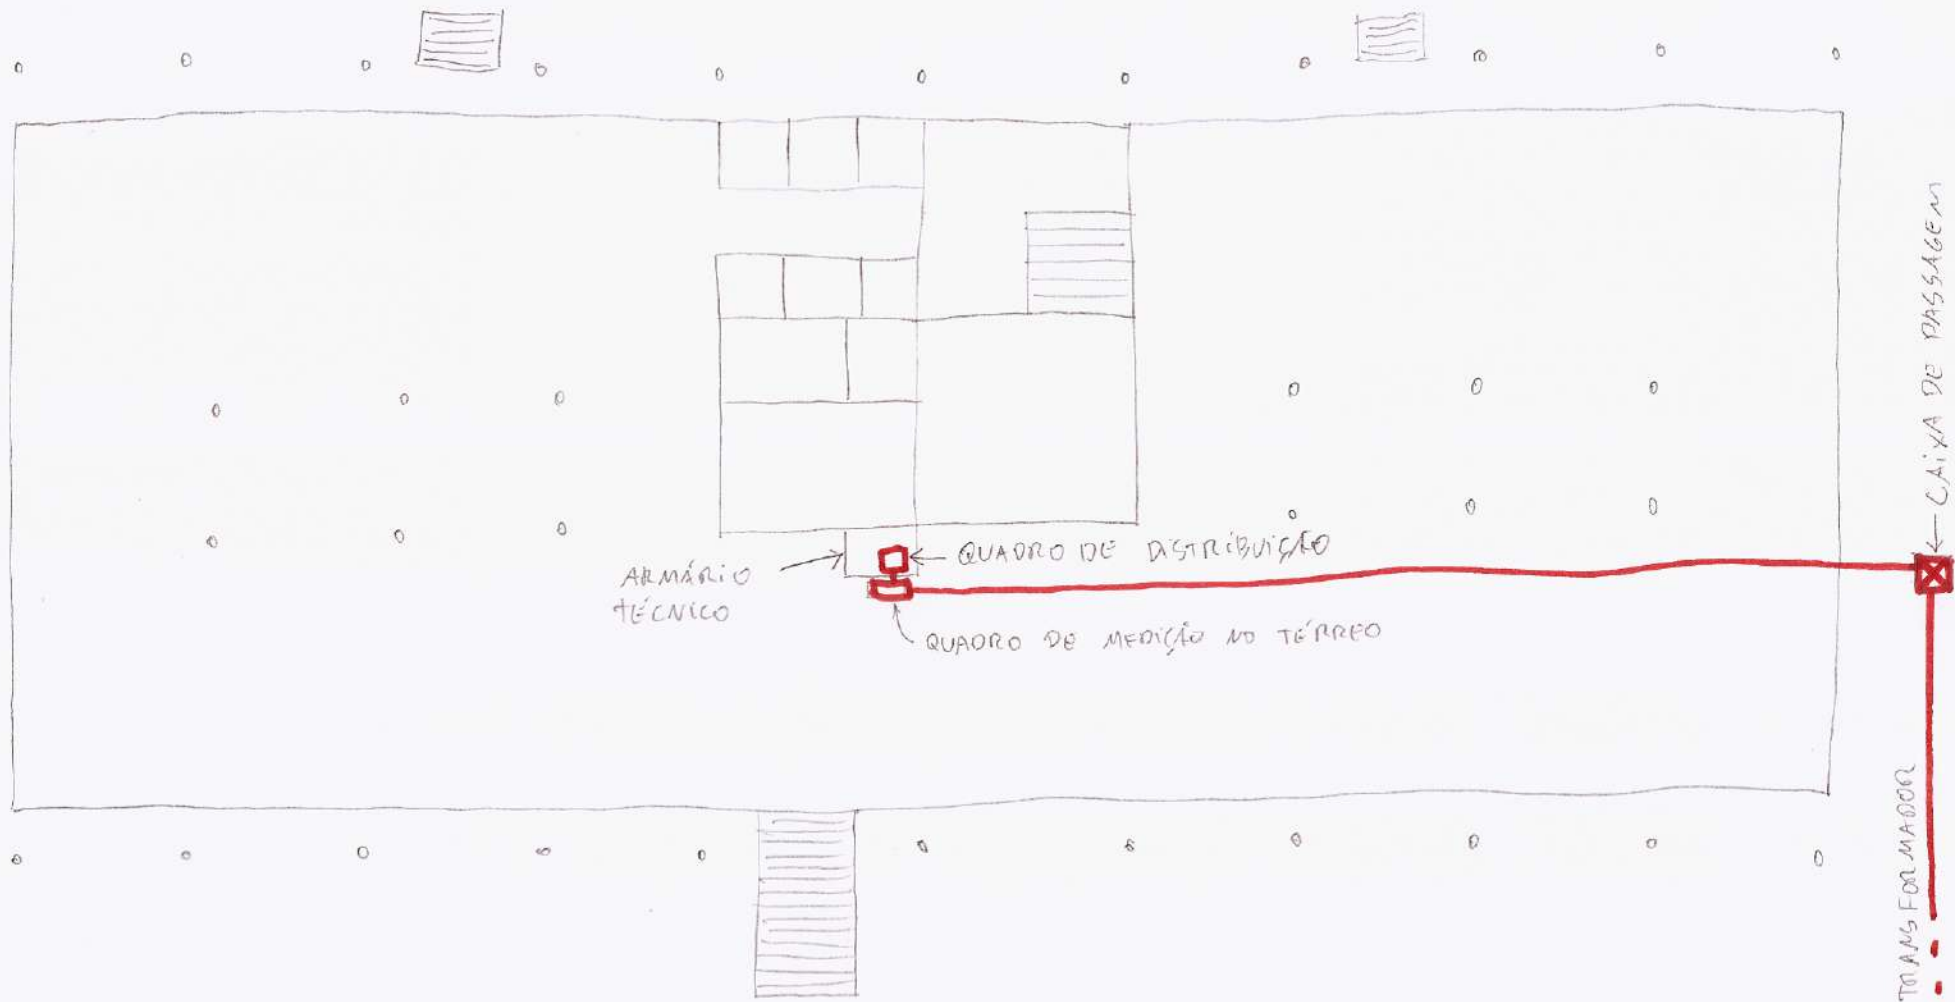 CAIXA DE PASSAGEM
QUADRO DE DISTRIBUIÇÃO
ARMÁRIO
TÉCNICO
QUADRO DE MEDIÇÃO NO TÉRREO
TRANSFORMADOR